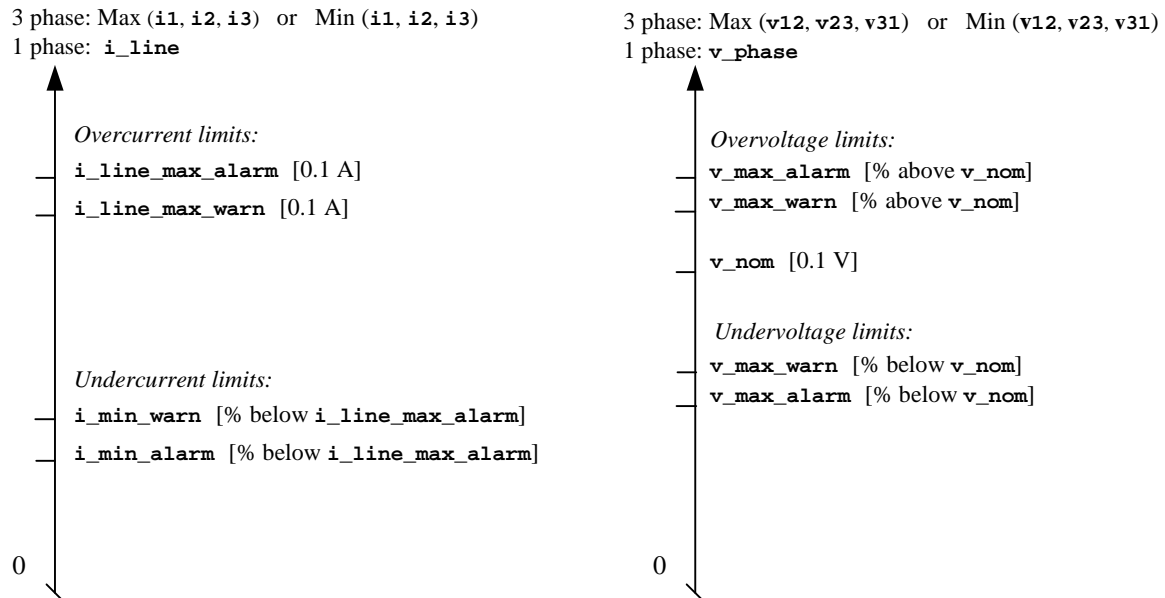 3 phase: Max (i1, i2, i3) or Min (i1, i2, i3)
1 phase: i_line
Overcurrent limits:
i_line_max_alarm [0.1 A]
i_line_max_warn [0.1 A]
Undercurrent limits:
i_min_warn [% below i_line_max_alarm]
i_min_alarm [% below i_line_max_alarm]
0
3 phase: Max (v12, v23, v31) or Min (v12, v23, v31)
1 phase: v_phase
Overvoltage limits:
v_max_alarm [% above v_nom]
v_max_warn [% above v_nom]
v_nom [0.1 V]
Undervoltage limits:
v_max_warn [% below v_nom]
v_max_alarm [% below v_nom]
0